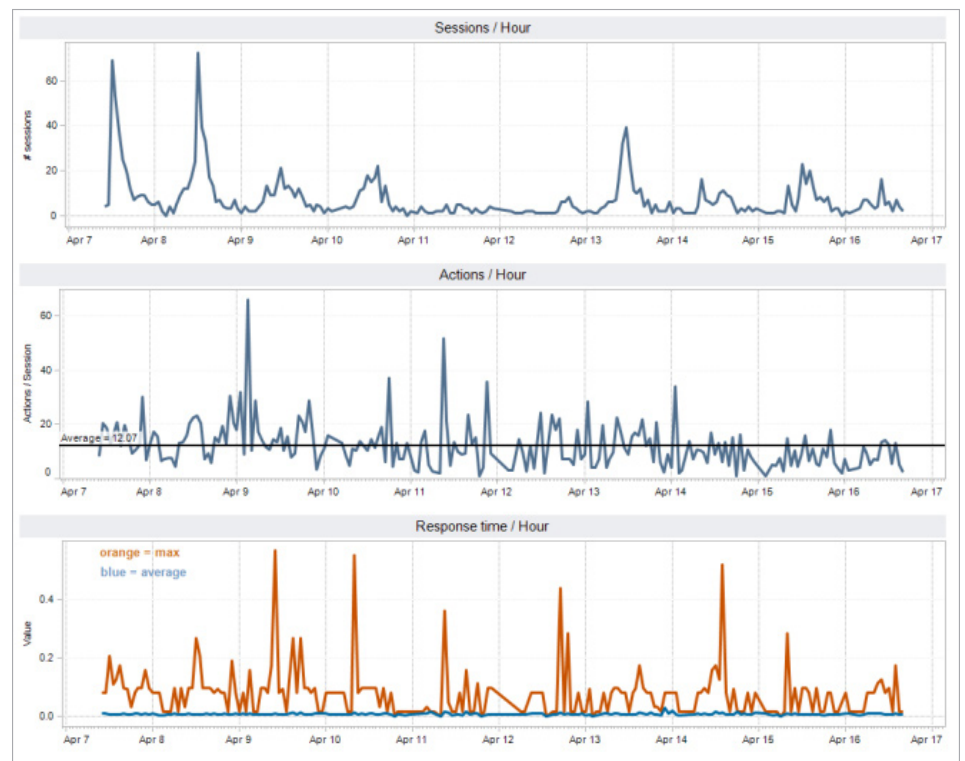 Sessions / Hour
# sessions
60
40
20
0
Apr 7 Apr 8 Apr 9 Apr 10 Apr 11 Apr 12 Apr 13 Apr 14 Apr 15 Apr 16 Apr 17
Actions / Hour
Actions / Session
60
40
20
Average = 12.07
0
Apr 7 Apr 8 Apr 9 Apr 10 Apr 11 Apr 12 Apr 13 Apr 14 Apr 15 Apr 16 Apr 17
Response time / Hour
orange = max
blue = average
Value
0.4
0.2
0.0
Apr 7 Apr 8 Apr 9 Apr 10 Apr 11 Apr 12 Apr 13 Apr 14 Apr 15 Apr 16 Apr 17